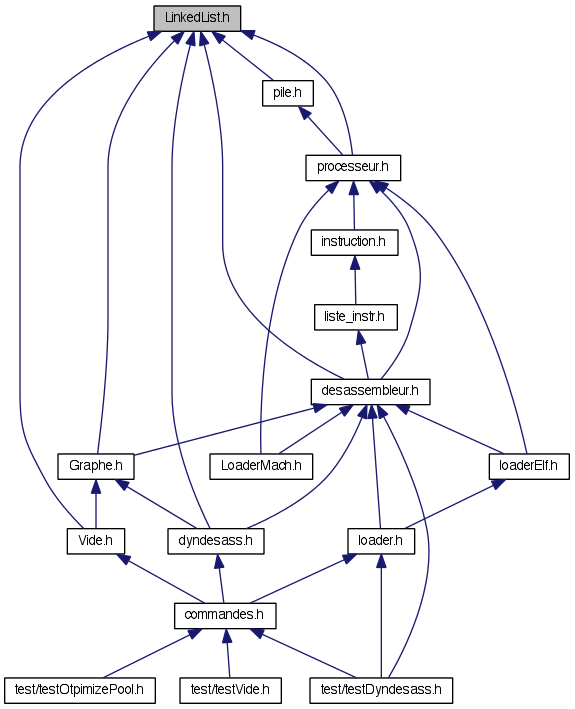 LinkedList.h
pile.h
processeur.h
instruction.h
liste_instr.h
desassembleur.h
Graphe.h
LoaderMach.h
loaderElf.h
Vide.h
dyndesass.h
loader.h
commandes.h
test/testOtpimizePool.h
test/testVide.h
test/testDyndesass.h